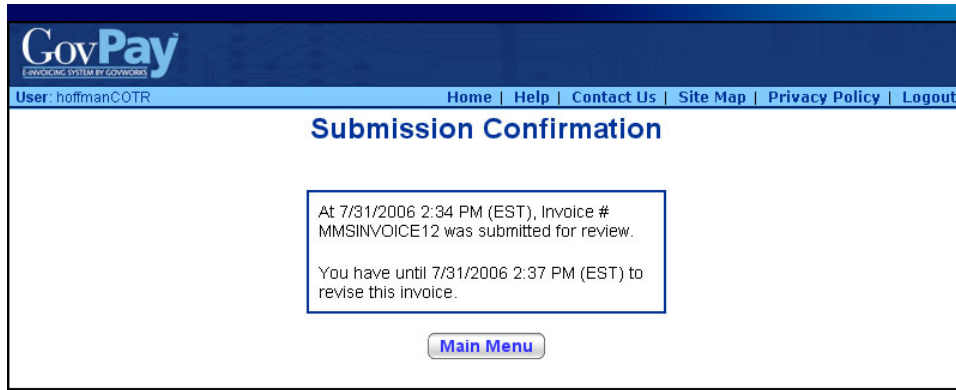 GovPay
E-INVOICING SYSTEM BY GOVWORKS
User: hoffmanCOTR
Home | Help | Contact Us | Site Map | Privacy Policy | Logout
Submission Confirmation
At 7/31/2006 2:34 PM (EST), Invoice #
MMSINVOICE12 was submitted for review.
You have until 7/31/2006 2:37 PM (EST) to
revise this invoice.
Main Menu